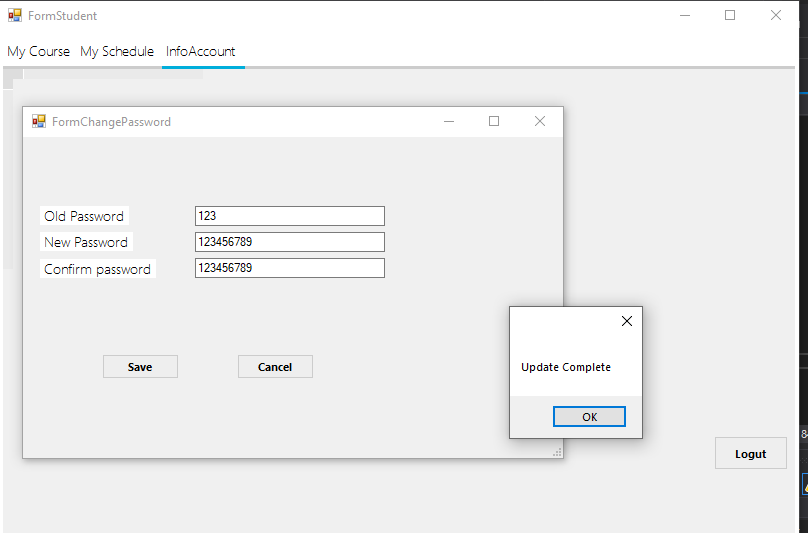 FormStudent
My Course My Schedule InfoAccount
FormChangePassword
Old Password 123
New Password 123456789
Confirm password 123456789
Save Cancel
Update Complete
OK
Logut